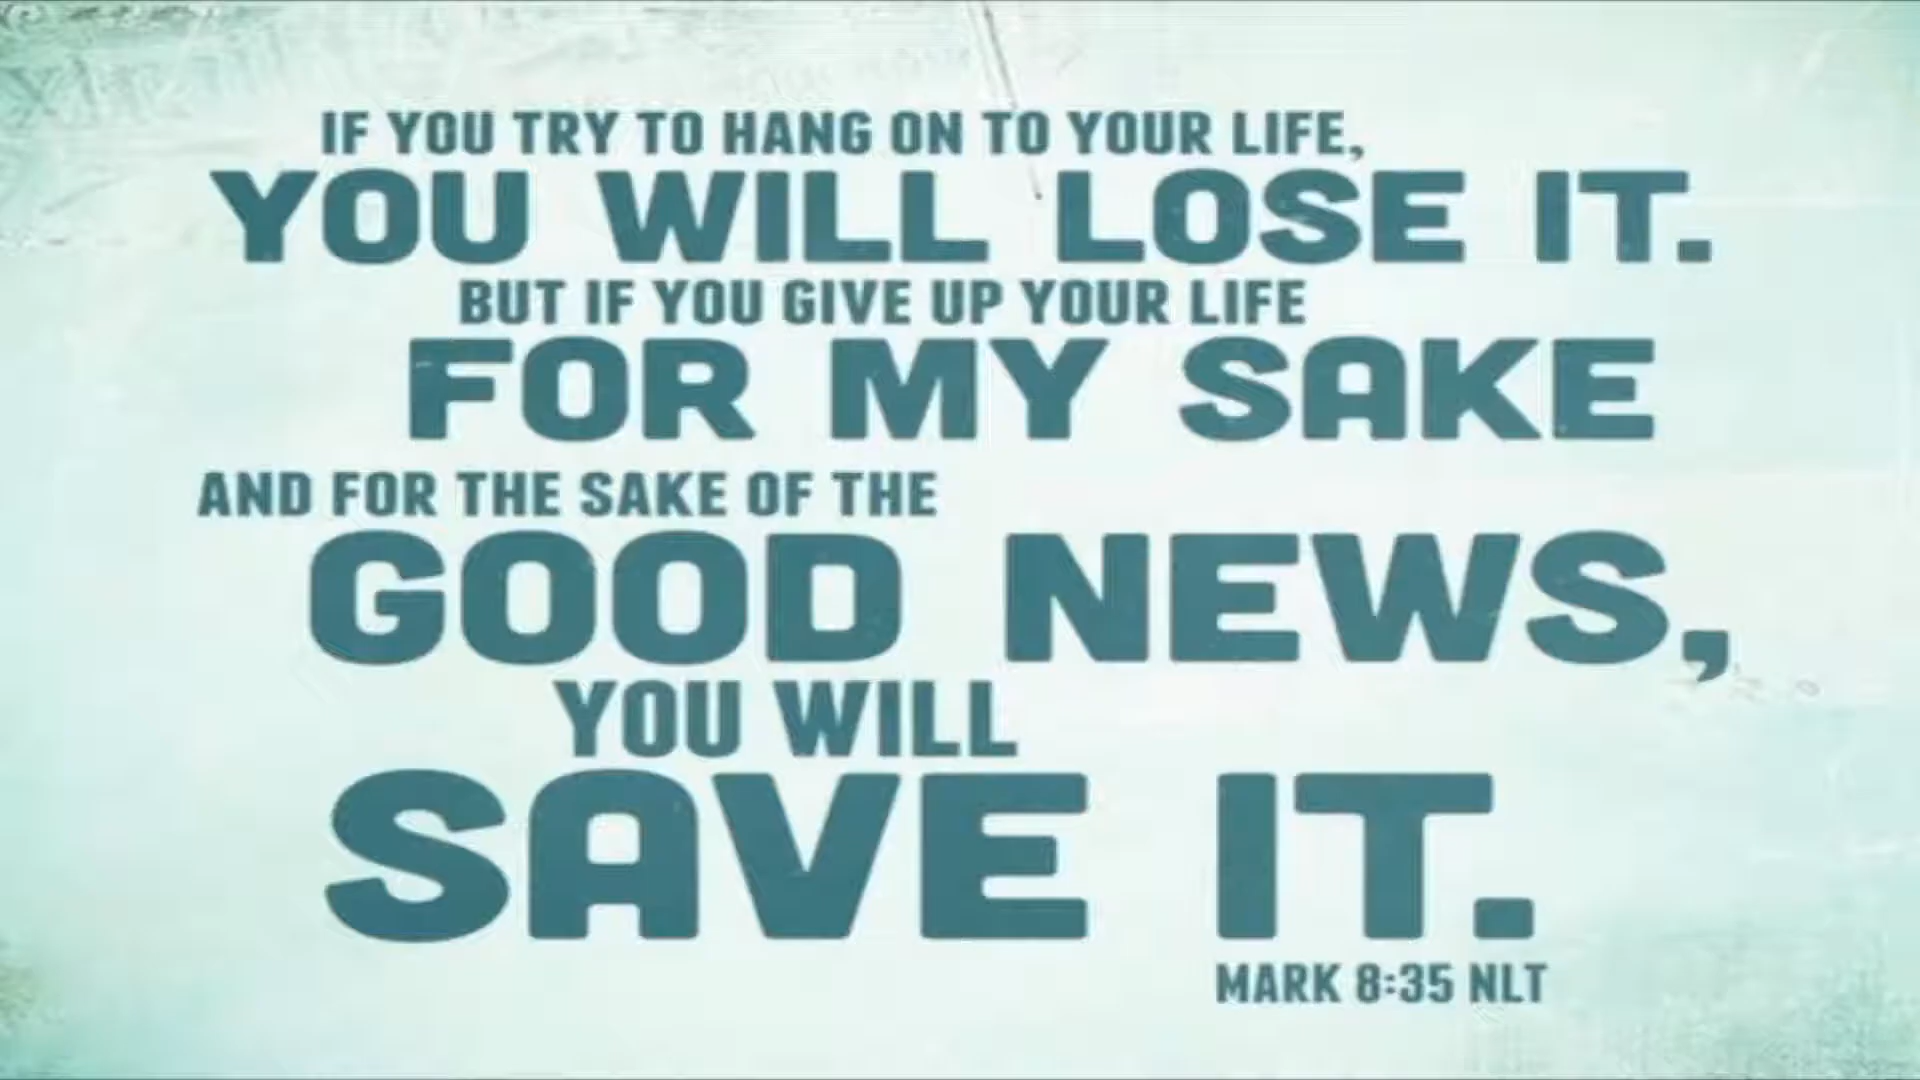 IF YOU TRY TO HANG ON TO YOUR LIFE,
YOU WILL LOSE IT.
BUT IF YOU GIVE UP YOUR LIFE
FOR MY SAKE
AND FOR THE SAKE OF THE
GOOD NEWS,
YOU WILL
SAVE IT.
MARK 8:35 NLT